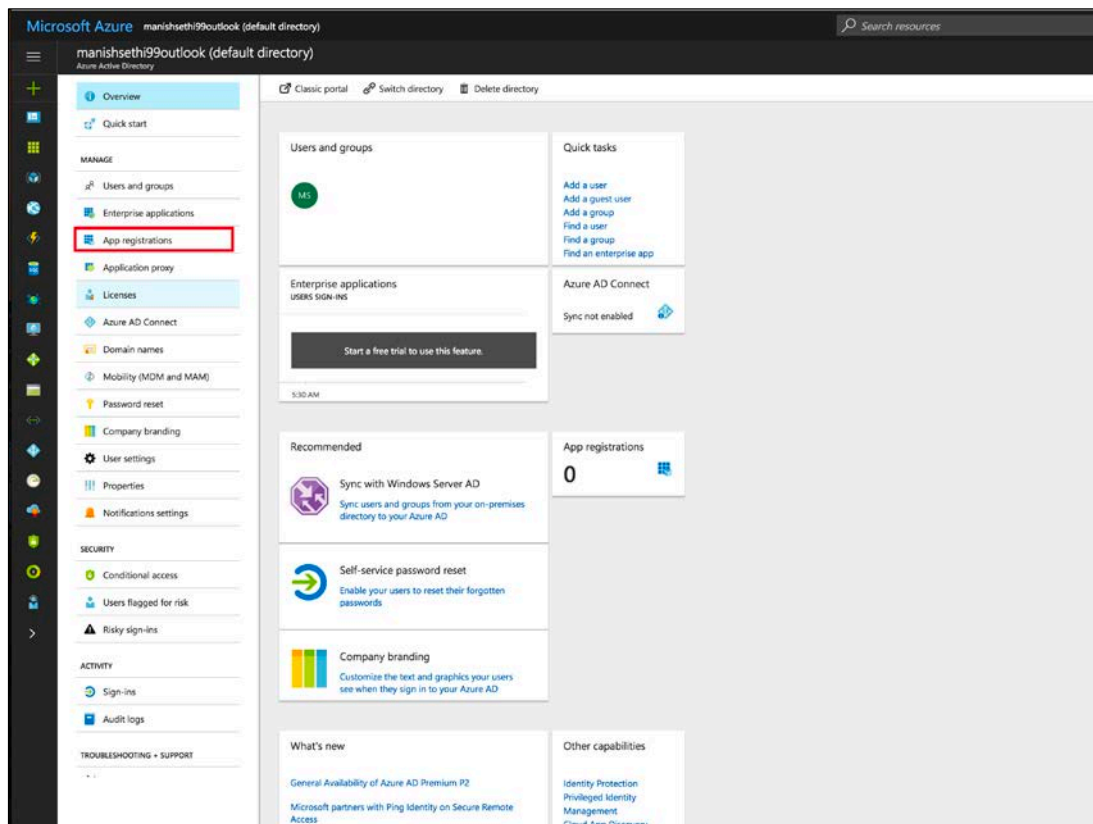 Microsoft Azure manishsethi99outlook (default directory)
Search resources
manishsethi99outlook (default directory)
Azure Active Directory
Overview
Quick start
MANAGE
Users and groups
Enterprise applications
App registrations
Application proxy
Licenses
Azure AD Connect
Domain names
Mobility (MDM and MAM)
Password reset
Company branding
User settings
Properties
Notifications settings
SECURITY
Conditional access
Users flagged for risk
Risky sign-ins
ACTIVITY
Sign-ins
Audit logs
TROUBLESHOOTING + SUPPORT
Classic portal Switch directory Delete directory
Users and groups
MS
Quick tasks
Add a user
Add a guest user
Add a group
Find a user
Find a group
Find an enterprise app
Enterprise applications
USERS SIGN-INS
Start a free trial to use this feature.
5:30 AM
Azure AD Connect
Sync not enabled
Recommended
Sync with Windows Server AD
Sync users and groups from your on-premises
directory to your Azure AD
App registrations
0
Self-service password reset
Enable your users to reset their forgotten
passwords
Company branding
Customize the text and graphics your users
see when they sign in to your Azure AD
What's new
General Availability of Azure AD Premium P2
Microsoft partners with Ping Identity on Secure Remote
Access
Other capabilities
Identity Protection
Privileged Identity
Management
Cloud App Discovery